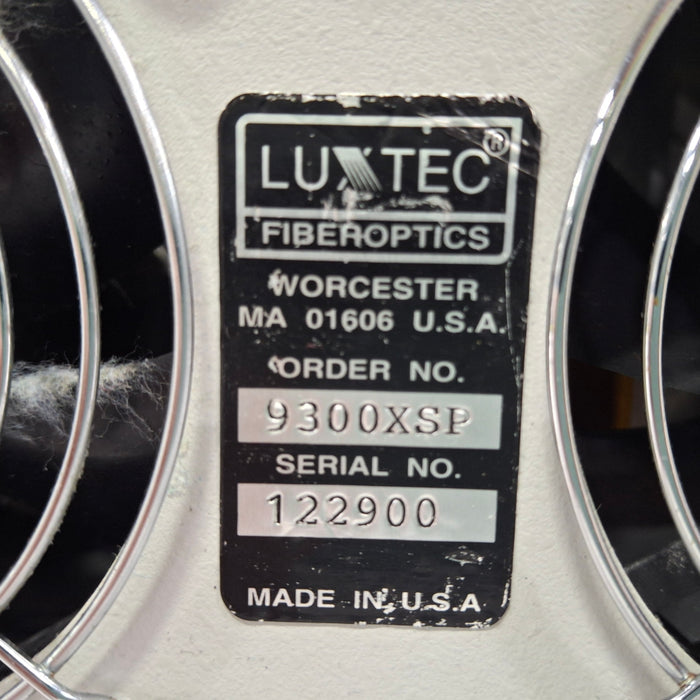 LUXTEC®
FIBEROPTICS
WORCESTER
MA 01606 U.S.A.
ORDER NO.
9300XSP
SERIAL NO.
122900
MADE IN U.S.A